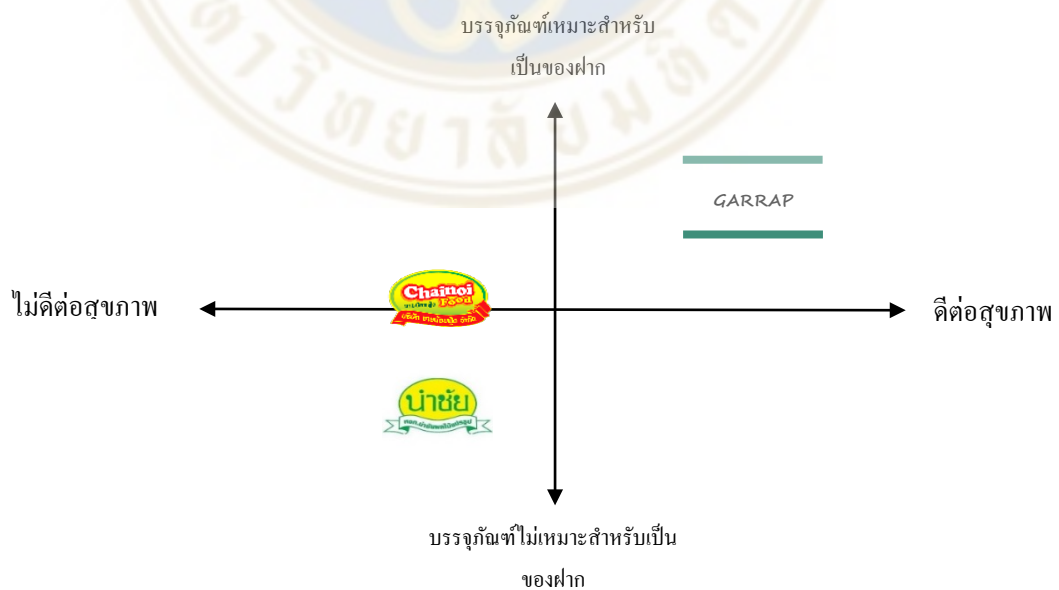 บรรจุภัณฑ์เหมาะสำหรับ
เป็นของฝาก
GARRAP
ไม่ดีต่อสุขภาพ
Chainoi
Food
ดีต่อสุขภาพ
นำชัย
บรรจุภัณฑ์ไม่เหมาะสำหรับเป็น
ของฝาก